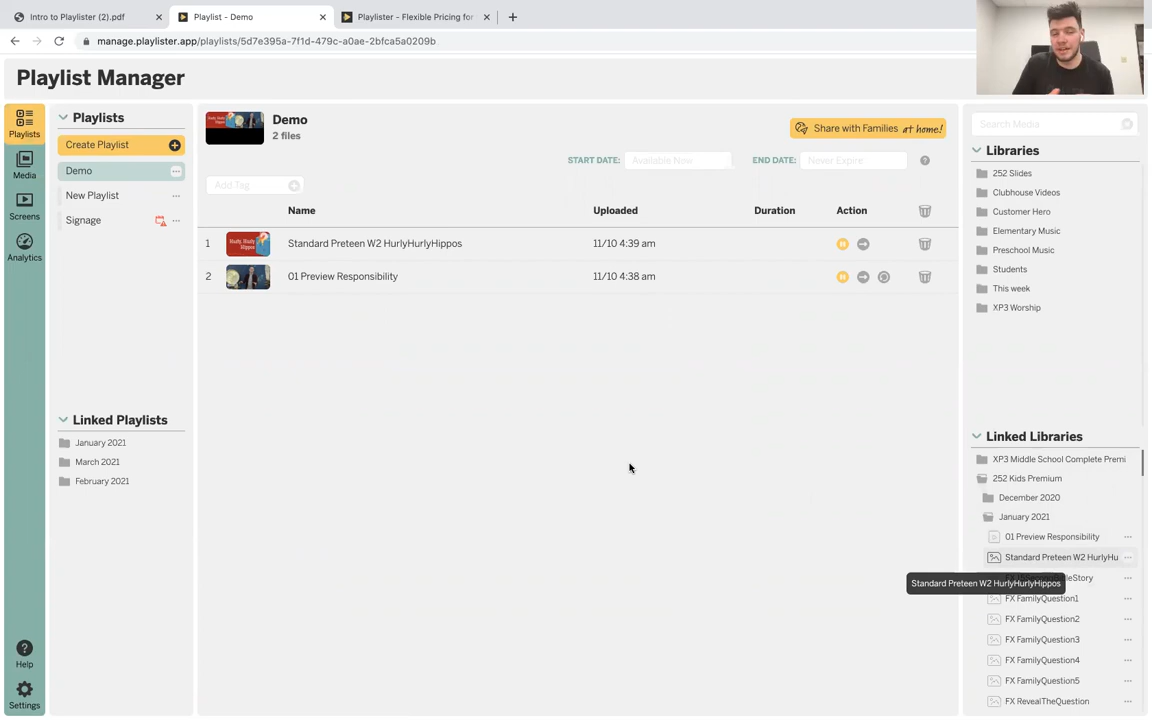 Intro to Playlister (2).pdf
Playlist - Demo
Playlister - Flexible Pricing for
manage.playlister.app/playlists/5d7e395a-7f1d-479c-a0ae-2bfca5a0209b
Playlist Manager
Playlists
Media
Screens
Analytics
Help
Settings
Playlists
Create Playlist
Demo
New Playlist
Signage
Linked Playlists
January 2021
March 2021
February 2021
Demo
2 files
Share with Families at home!
START DATE: Available Now END DATE: Never Expire
Add Tag
Name Uploaded Duration Action
1 Standard Preteen W2 HurlyHurlyHippos 11/10 4:39 am
2 01 Preview Responsibility 11/10 4:38 am
Search Media
Libraries
252 Slides
Clubhouse Videos
Customer Hero
Elementary Music
Preschool Music
Students
This week
XP3 Worship
Linked Libraries
XP3 Middle School Complete Premi
252 Kids Premium
December 2020
January 2021
01 Preview Responsibility
Standard Preteen W2 HurlyHu
Standard Preteen W2 HurlyHurlyHippos
FX FamilyQuestion1
FX FamilyQuestion2
FX FamilyQuestion3
FX FamilyQuestion4
FX FamilyQuestion5
FX RevealTheQuestion